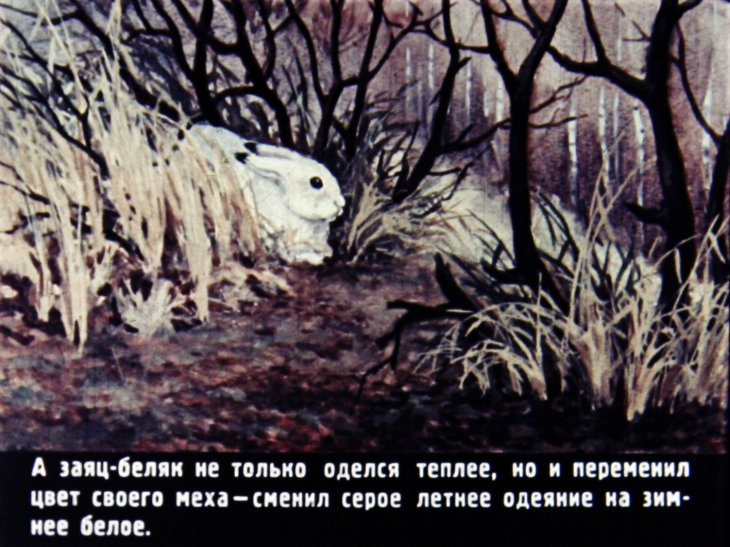 А заяц-беляк не только оделся теплее, но и переменил
цвет своего меха—сменил серое летнее одеяние на зим-
нее белое.